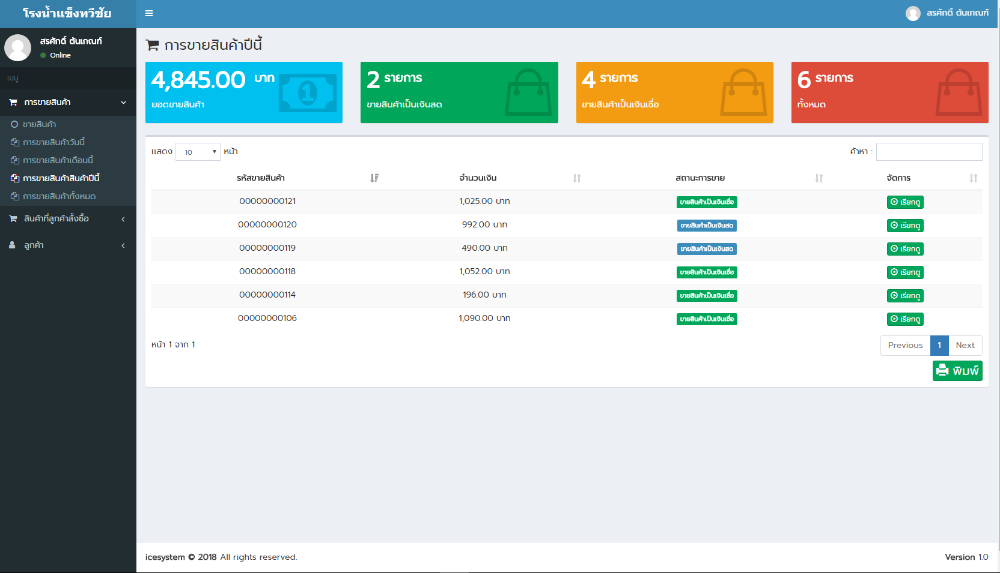 โรงน้ำแข็งทวีชัย
สรศักดิ์ ต้นเกณฑ์
สรศักดิ์ ต้นเกณฑ์
Online
เมนู
การขายสินค้า
ขายสินค้า
การขายสินค้าวันนี้
การขายสินค้าเดือนนี้
การขายสินค้าสินค้าปีนี้
การขายสินค้าทั้งหมด
สินค้าที่ลูกค้าสั่งซื้อ
ลูกค้า
การขายสินค้าปีนี้
4,845.00 บาท
ยอดขายสินค้า
2 รายการ
ขายสินค้าเป็นเงินสด
4 รายการ
ขายสินค้าเป็นเงินเชื่อ
6 รายการ
ทั้งหมด
แสดง 10 หน้า
ค้าหา :
รหัสขายสินค้า จำนวนเงิน สถานะการขาย จัดการ
00000000121 1,025.00 บาท ขายสินค้าเป็นเงินเชื่อ เรียกดู
00000000120 992.00 บาท ขายสินค้าเป็นเงินสด เรียกดู
00000000119 490.00 บาท ขายสินค้าเป็นเงินสด เรียกดู
00000000118 1,052.00 บาท ขายสินค้าเป็นเงินเชื่อ เรียกดู
00000000114 196.00 บาท ขายสินค้าเป็นเงินเชื่อ เรียกดู
00000000106 1,090.00 บาท ขายสินค้าเป็นเงินเชื่อ เรียกดู
หน้า 1 จาก 1
Previous 1 Next
พิมพ์
icesystem © 2018 All rights reserved.
Version 1.0